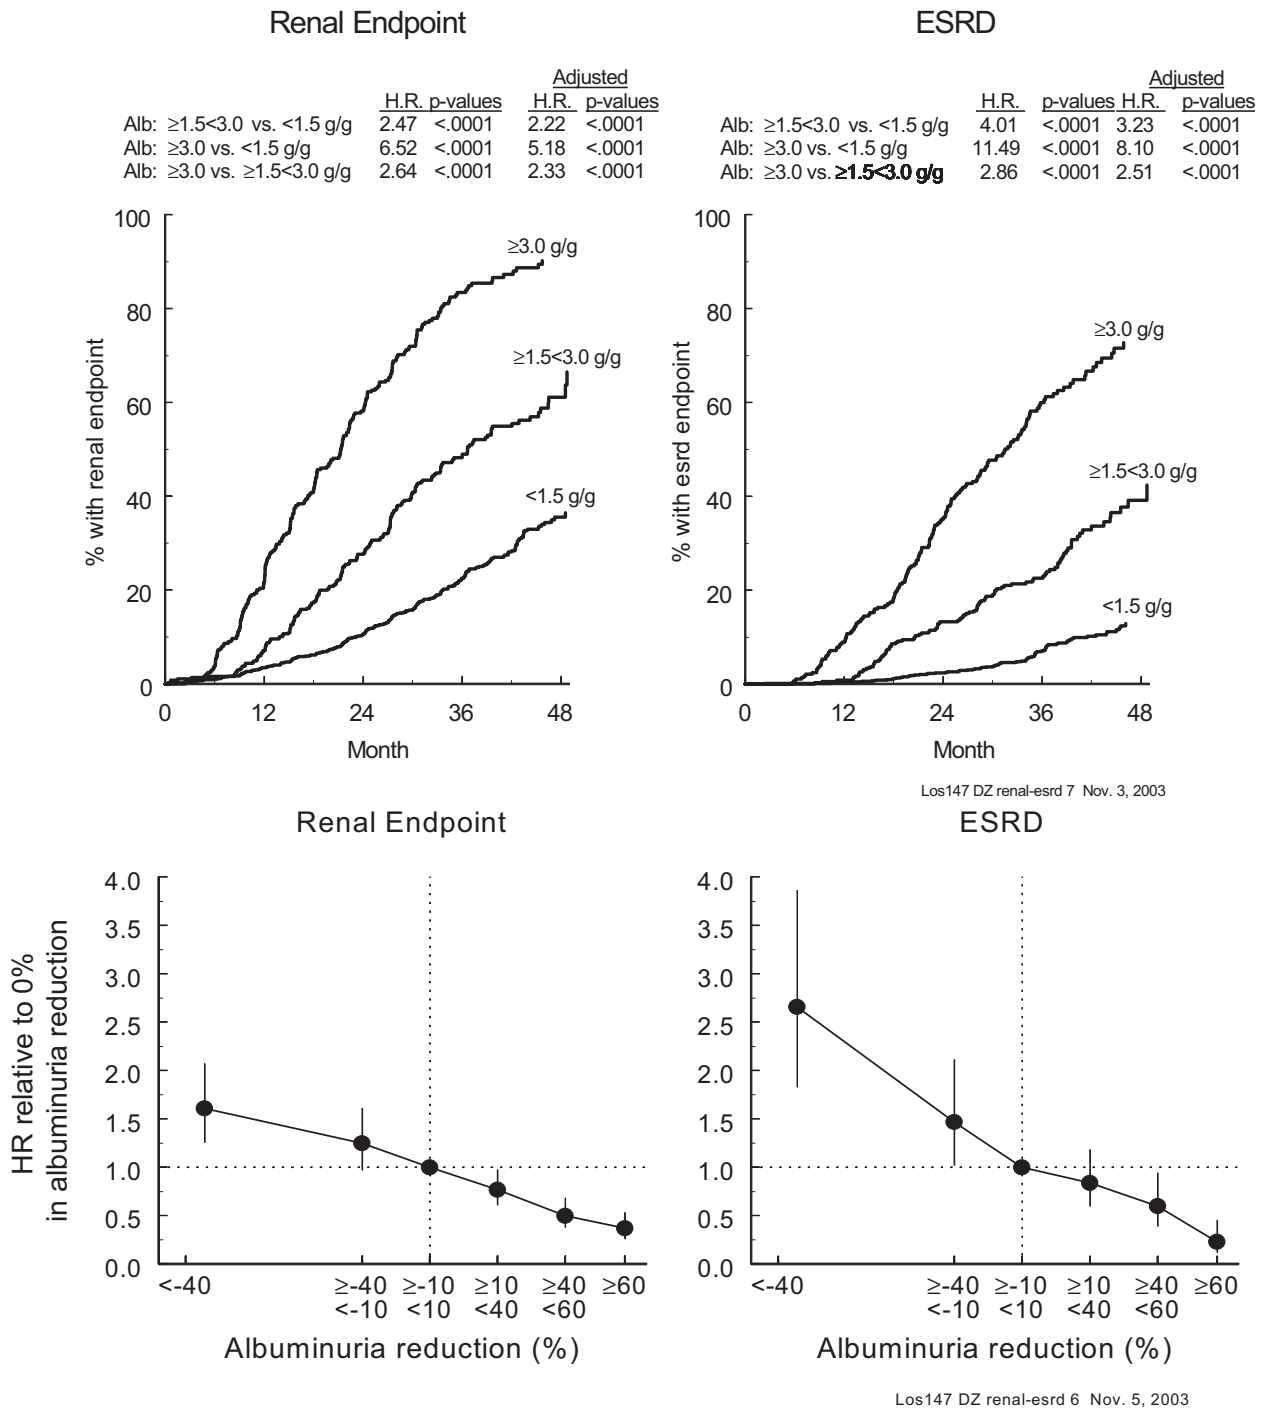 Renal Endpoint
Adjusted
H.R. p-values H.R. p-values
Alb: ≥1.5<3.0 vs. <1.5 g/g 2.47 <.0001 2.22 <.0001
Alb: ≥3.0 vs. <1.5 g/g 6.52 <.0001 5.18 <.0001
Alb: ≥3.0 vs. ≥1.5<3.0 g/g 2.64 <.0001 2.33 <.0001
100
80
60
40
20
0
% with renal endpoint
≥3.0 g/g
≥1.5<3.0 g/g
<1.5 g/g
0 12 24 36 48
Month
ESRD
Adjusted
H.R. p-values H.R. p-values
Alb: ≥1.5<3.0 vs. <1.5 g/g 4.01 <.0001 3.23 <.0001
Alb: ≥3.0 vs. <1.5 g/g 11.49 <.0001 8.10 <.0001
Alb: ≥3.0 vs. ≥1.5<3.0 g/g 2.86 <.0001 2.51 <.0001
100
80
60
40
20
0
% with esrd endpoint
≥3.0 g/g
≥1.5<3.0 g/g
<1.5 g/g
0 12 24 36 48
Month
Los147 DZ renal-esrd 7 Nov. 3, 2003
Renal Endpoint
4.0
3.5
3.0
2.5
2.0
1.5
1.0
0.5
0.0
HR relative to 0%
in albuminuria reduction
<-40 ≥-40 ≥-10 ≥10 ≥40 ≥60
<-10 <10 <40 <60
Albuminuria reduction (%)
ESRD
4.0
3.5
3.0
2.5
2.0
1.5
1.0
0.5
0.0
<-40 ≥-40 ≥-10 ≥10 ≥40 ≥60
<-10 <10 <40 <60
Albuminuria reduction (%)
Los147 DZ renal-esrd 6 Nov. 5, 2003